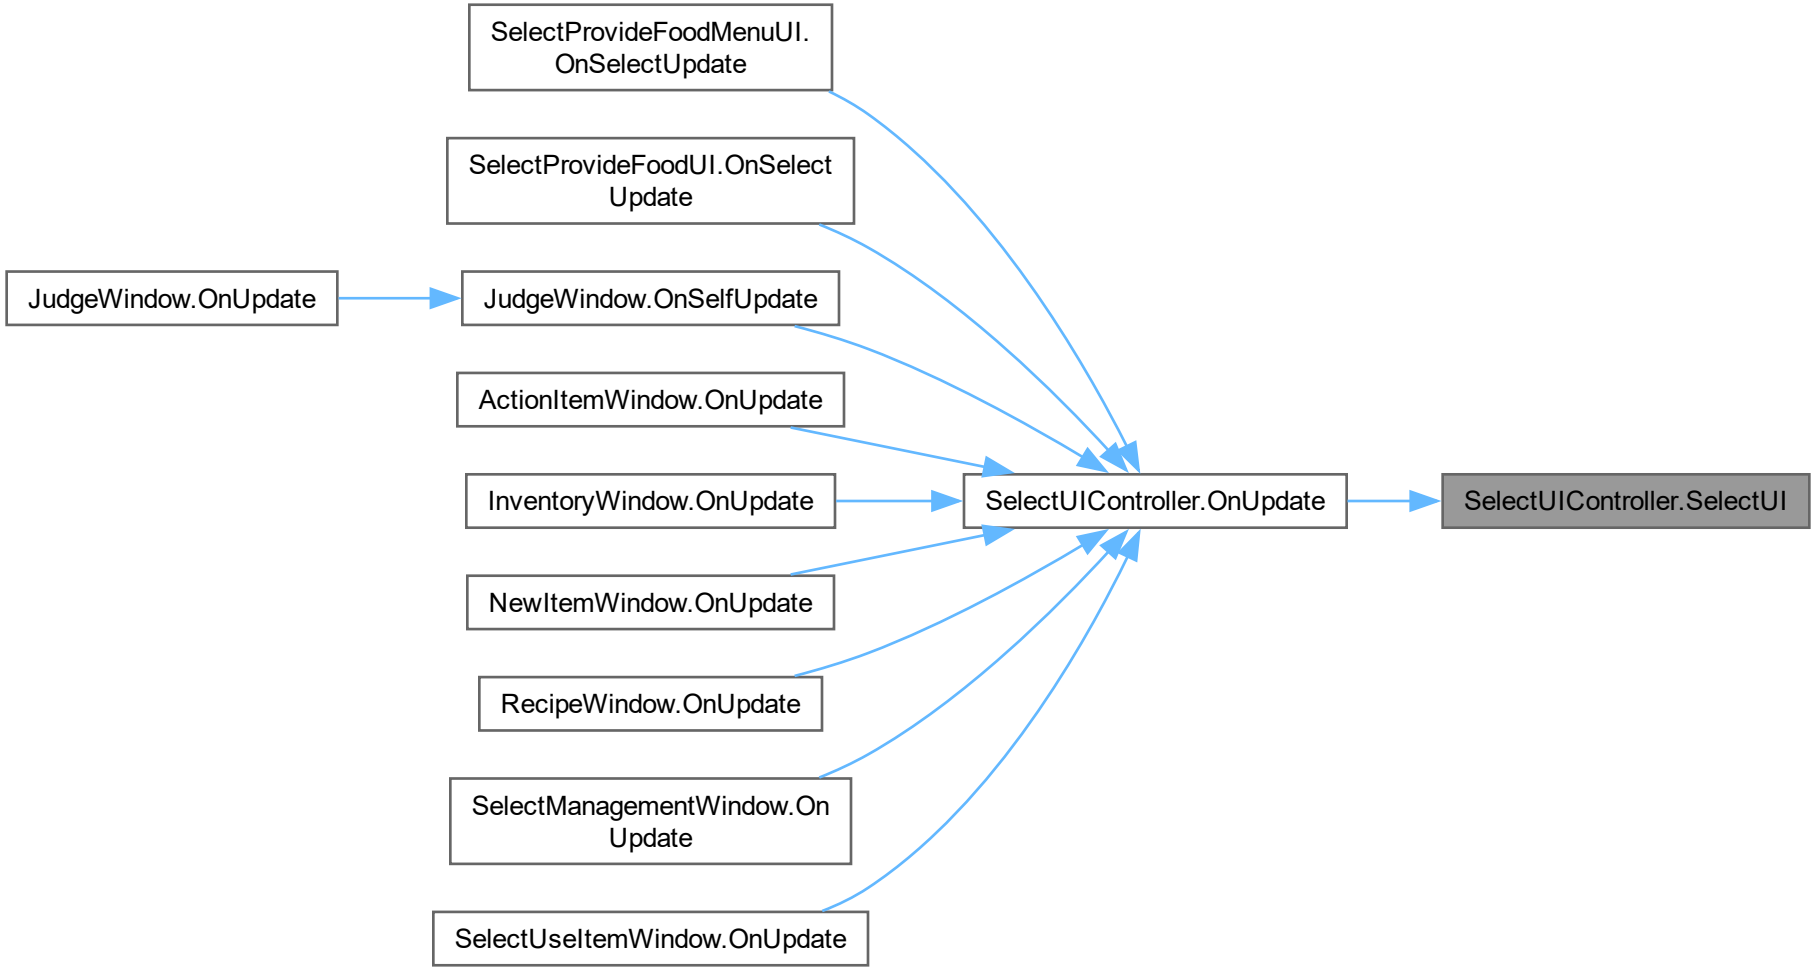 SelectProvideFoodMenuUI.
OnSelectUpdate
SelectProvideFoodUI.OnSelect
Update
JudgeWindow.OnUpdate
JudgeWindow.OnSelfUpdate
ActionItemWindow.OnUpdate
InventoryWindow.OnUpdate
SelectUIController.OnUpdate
SelectUIController.SelectUI
NewItemWindow.OnUpdate
RecipeWindow.OnUpdate
SelectManagementWindow.On
Update
SelectUseItemWindow.OnUpdate